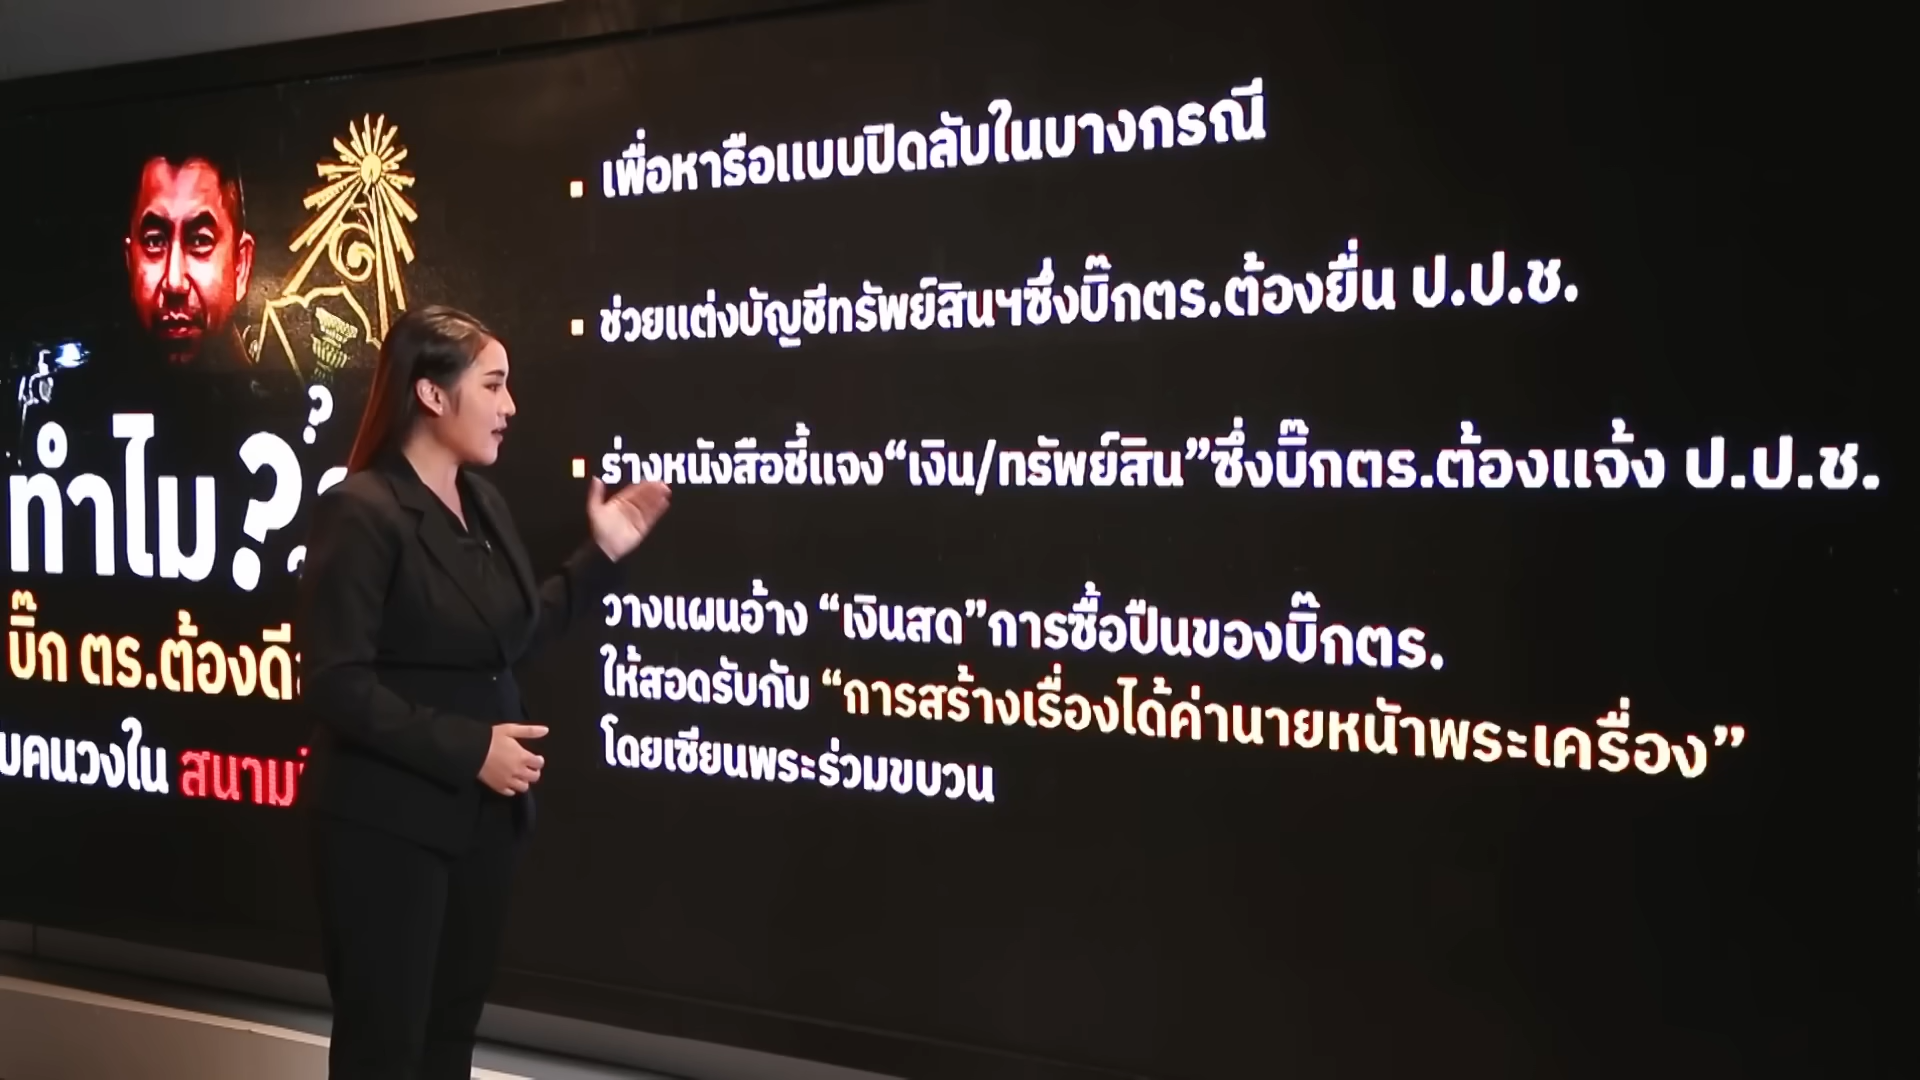 ทำไม?
บิ๊ก ตร.ต้อง
คนวงใน
เพื่อหารือแบบปิดลับในบางกรณี
ช่วยแต่งบัญชีทรัพย์สินฯซึ่งบิ๊กตร.ต้องยื่น ป.ป.ช.
ร่างหนังสือชี้แจง“เงิน/ทรัพย์สิน”ซึ่งบิ๊กตร.ต้องแจ้ง ป.ป.ช.
วางแผนอ้าง “เงินสด”การซื้อปืนของบิ๊กตร.
ให้สอดรับกับ “การสร้างเรื่องได้ค่านายหน้าพระเครื่อง”
โดยเซียนพระร่วมขบวน